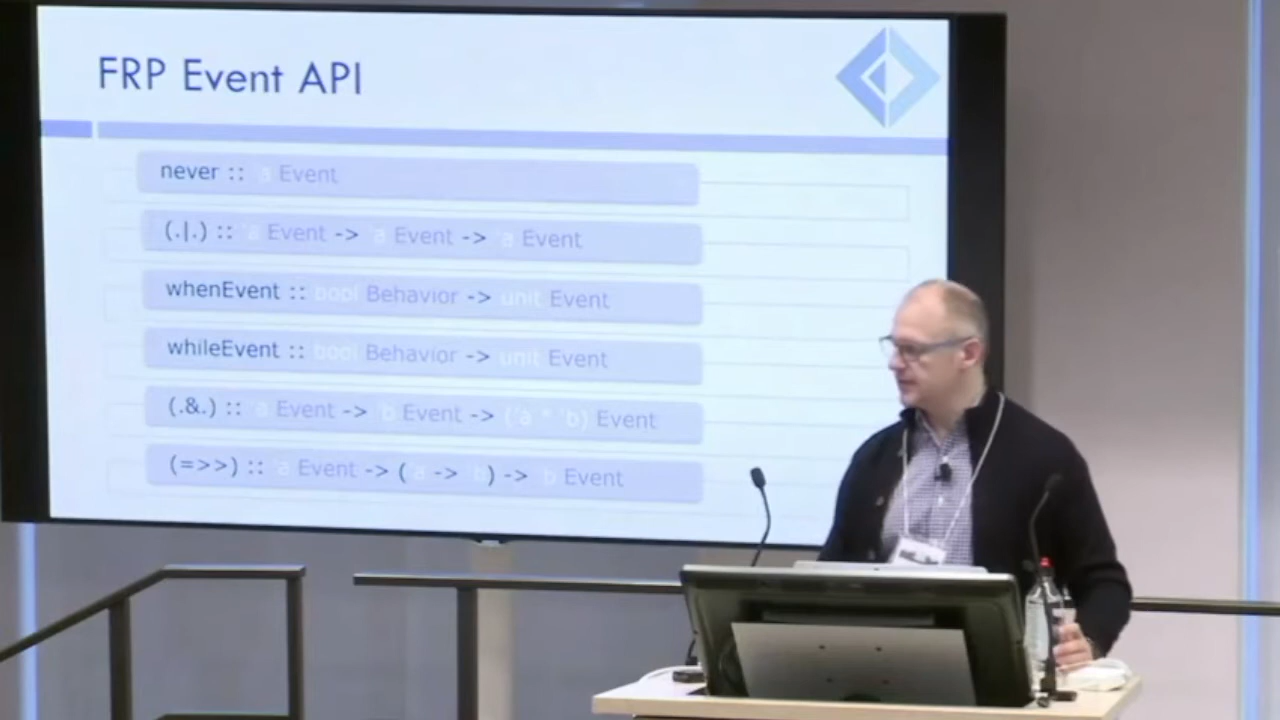 FRP Event API
never :: 'a Event
(.|.) :: 'a Event -> 'a Event -> 'a Event
whenEvent :: bool Behavior -> unit Event
whileEvent :: bool Behavior -> unit Event
(.&.) :: 'a Event -> 'b Event -> ('a * 'b) Event
(=>>) :: 'a Event -> ( 'a -> 'b) -> 'b Event